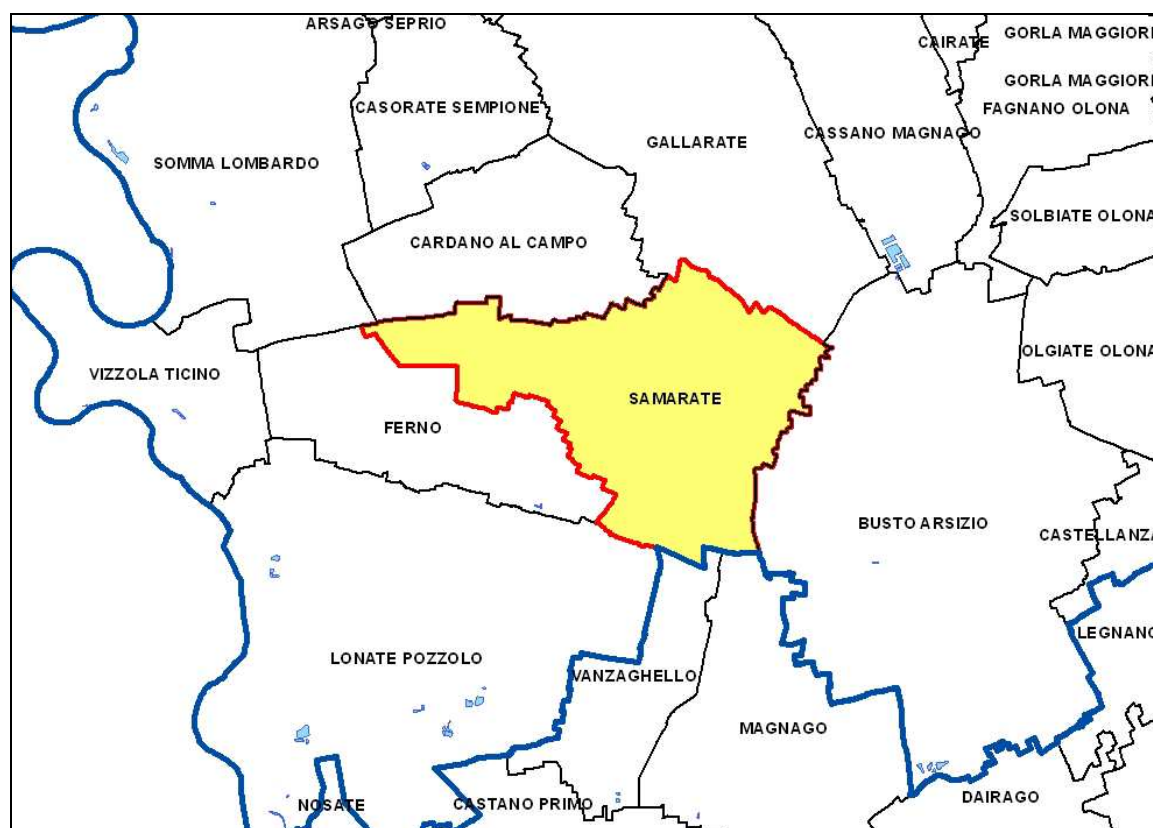 ARSAGO SEPRIO
CAIRATE
GORLA MAGGIORE
GORLA MAGGIORE
CASORATE SEMPIONE
FAGNANO OLONA
CASSANO MAGNAGO
GALLARATE
SOMMA LOMBARDO
SOLBIATE OLONA
CARDANO AL CAMPO
OLGIATE OLONA
VIZZOLA TICINO
SAMARATE
FERNO
BUSTO ARSIZIO
CASTELLANZA
LEGNANO
LONATE POZZOLO
VANZAGHELLO
MAGNAGO
DAIRAGO
NOSATE
CASTANO PRIMO